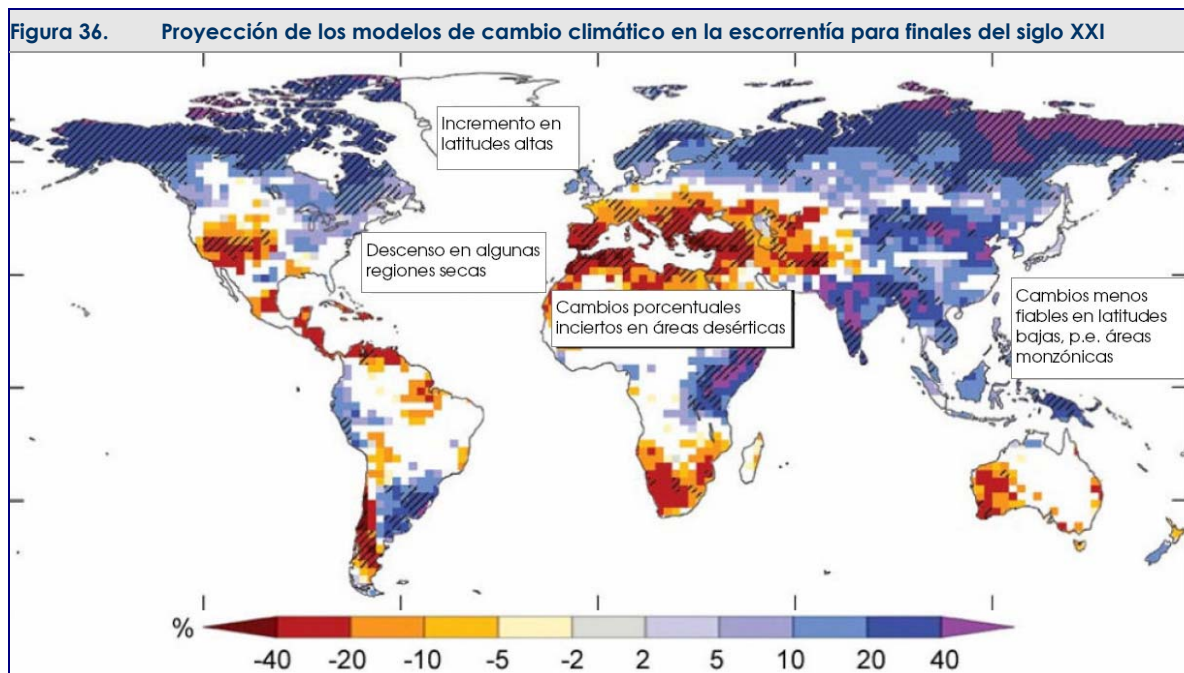 Figura 36. Proyección de los modelos de cambio climático en la escorrentía para finales del siglo XXI
Incremento en
latitudes altas
Descenso en algunas
regiones secas
Cambios porcentuales
inciertos en áreas desérticas
Cambios menos
fiables en latitudes
bajas, p.e. áreas
monzónicas
%
-40 -20 -10 -5 -2 2 5 10 20 40